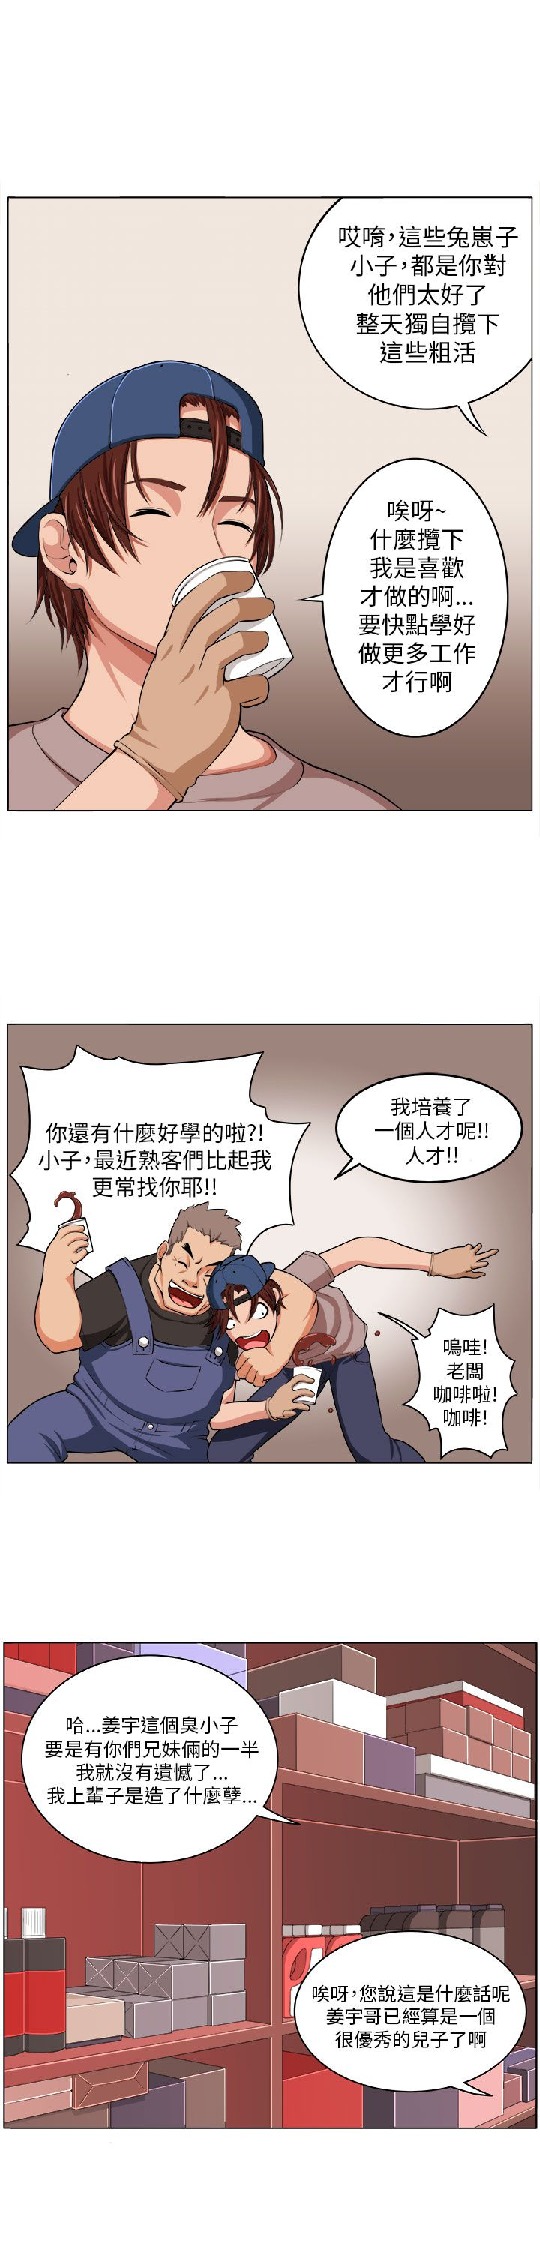 哎唷，這些兔崽子
小子，都是你對
他們太好了
整天獨自攬下
這些粗活
唉呀~
什麼攬下
我是喜歡
才做的啊...
要快點學好
做更多工作
才行啊
你還有什麼好學的啦?!
小子，最近熟客們比起我
更常找你耶!!
我培養了
一個人才呢!!
人才!!
嗚哇!
老闆
咖啡啦!
咖啡!
哈...姜宇這個臭小子
要是有你們兄妹倆的一半
我就沒有遺憾了...
我上輩子是造了什麼孽...
唉呀，您說這是什麼話呢
姜宇哥已經算是一個
很優秀的兒子了啊